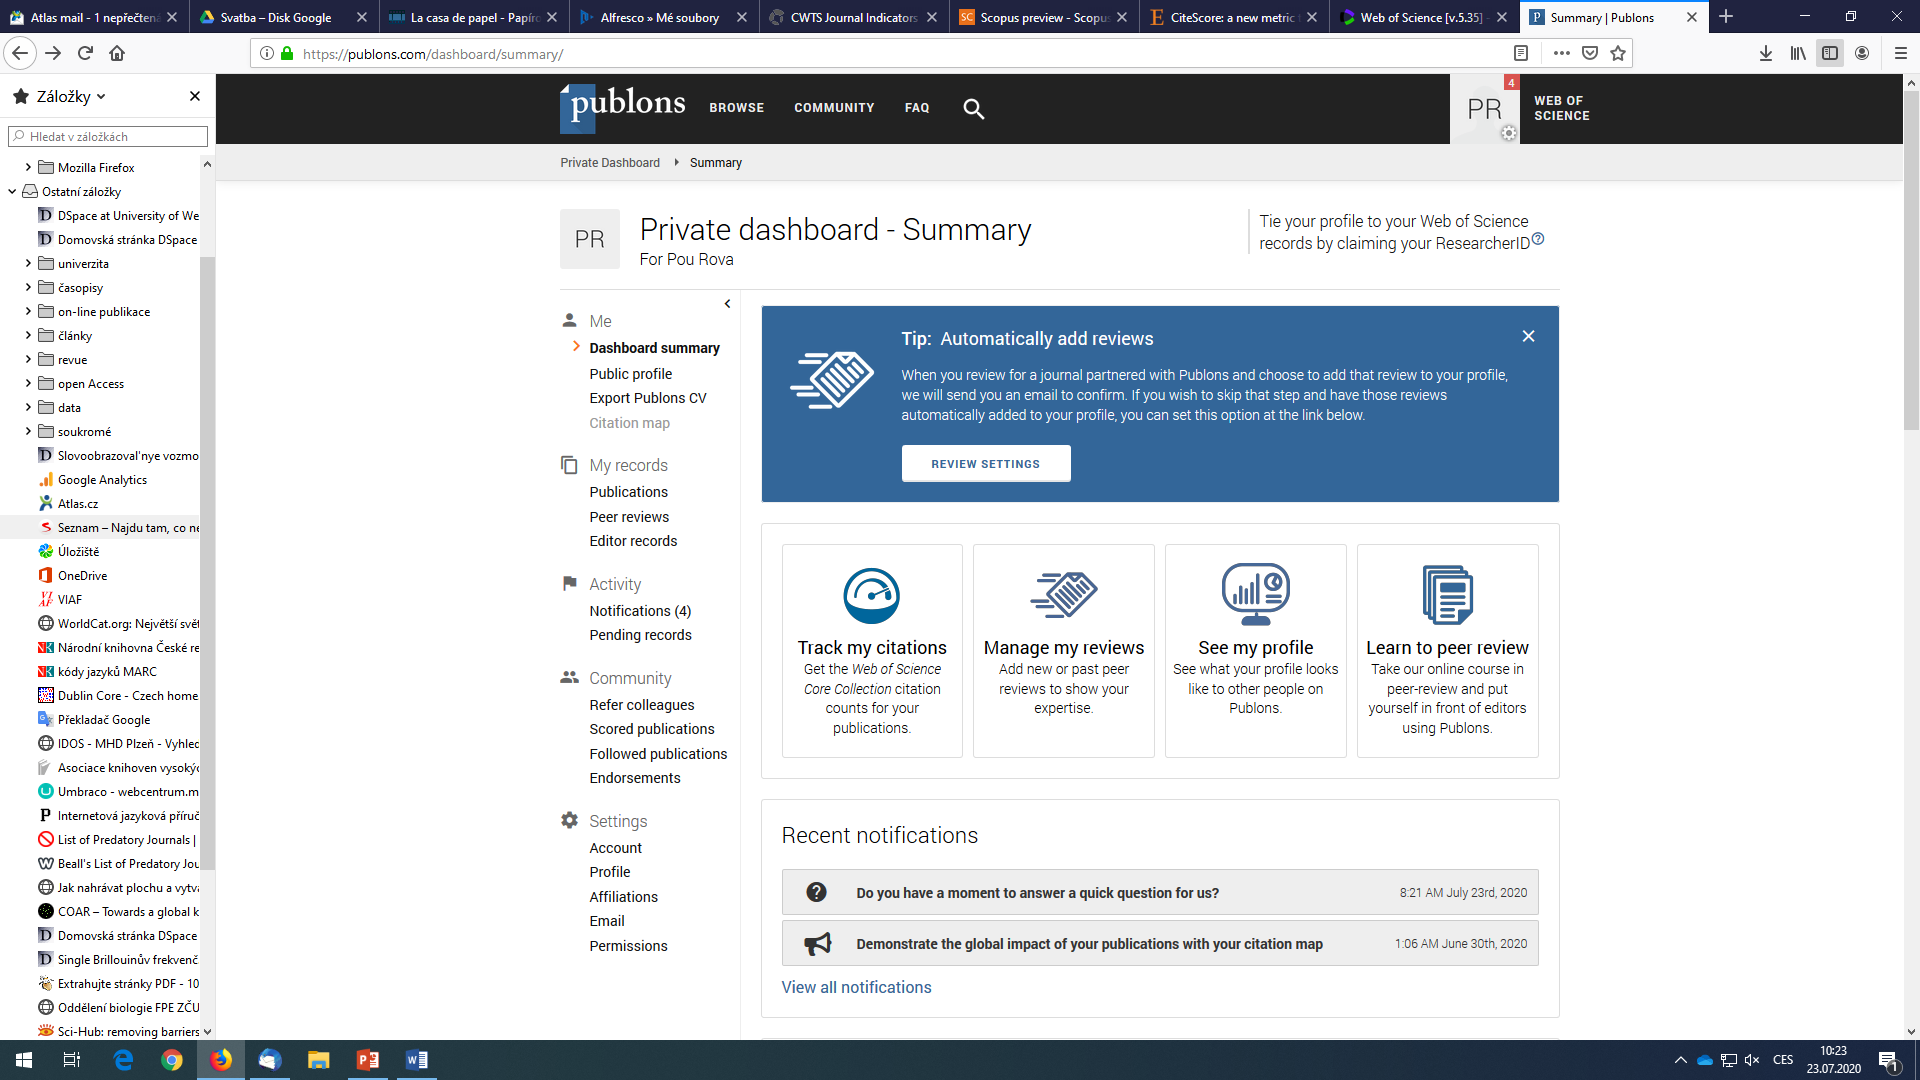 Atlas mail - 1 nepřečten
Svatba – Disk Google
La casa de papel - Papíro
Alfresco » Mé soubory
CWTS Journal Indicators
Scopus preview - Scopu
CiteScore: a new metric
Web of Science [v.5.35] -
Summary | Publons
https://publons.com/dashboard/summary/
Záložky
Hledat v záložkách
Mozilla Firefox
Ostatní záložky
DSpace at University of We
Domovská stránka DSpace
univerzita
časopisy
on-line publikace
články
revue
open Access
data
soukromé
Slovoobrazoval'nye vozmo
Google Analytics
Atlas.cz
Seznam – Najdu tam, co ne
Úložiště
OneDrive
VIAF
WorldCat.org: Největší svět
Národní knihovna České re
kódy jazyků MARC
Dublin Core - Czech home
Překladač Google
IDOS - MHD Plzeň - Vyhled
Asociace knihoven vysokýc
Umbraco - webcentrum.m
Internetová jazyková příruč
List of Predatory Journals |
Beall's List of Predatory Jou
Jak nahrávat plochu a vytvá
COAR – Towards a global k
Domovská stránka DSpace
Single Brillouinův frekvenč
Extrahujte stránky PDF - 10
Oddělení biologie FPE ZČU
Sci-Hub: removing barriers
publons
BROWSE
COMMUNITY
FAQ
PR
4
WEB OF
SCIENCE
Private Dashboard
Summary
PR
Private dashboard - Summary
For Pou Rova
Tie your profile to your Web of Science
records by claiming your ResearcherID
Me
Dashboard summary
Public profile
Export Publons CV
Citation map
My records
Publications
Peer reviews
Editor records
Activity
Notifications (4)
Pending records
Community
Refer colleagues
Scored publications
Followed publications
Endorsements
Settings
Account
Profile
Affiliations
Email
Permissions
Tip: Automatically add reviews
When you review for a journal partnered with Publons and choose to add that review to your profile,
we will send you an email to confirm. If you wish to skip that step and have those reviews
automatically added to your profile, you can set this option at the link below.
REVIEW SETTINGS
Track my citations
Get the Web of Science
Core Collection citation
counts for your
publications.
Manage my reviews
Add new or past peer
reviews to show your
expertise.
See my profile
See what your profile looks
like to other people on
Publons.
Learn to peer review
Take our online course in
peer-review and put
yourself in front of editors
using Publons.
Recent notifications
Do you have a moment to answer a quick question for us?
8:21 AM July 23rd, 2020
Demonstrate the global impact of your publications with your citation map
1:06 AM June 30th, 2020
View all notifications
CES
10:23
23.07.2020
1